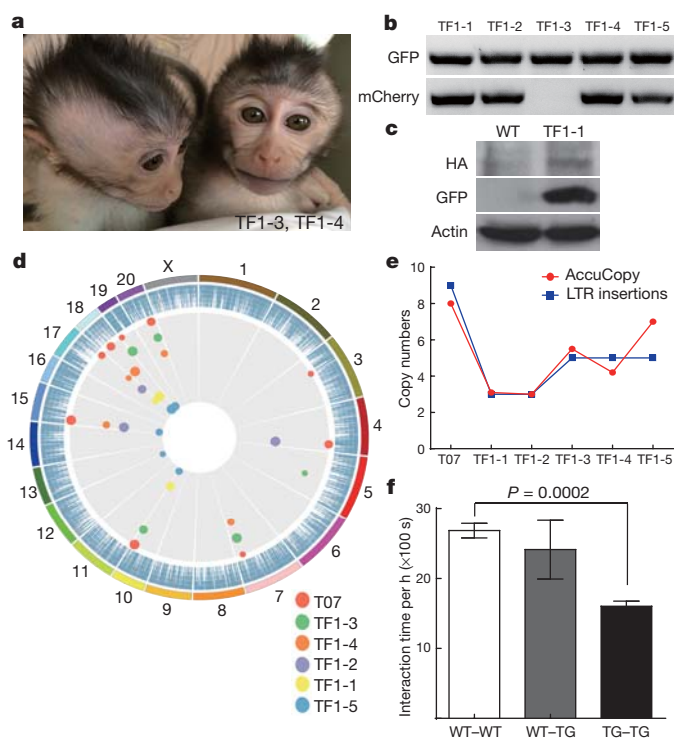 a
TF1-3, TF1-4
b
TF1-1 TF1-2 TF1-3 TF1-4 TF1-5
GFP
mCherry
c
WT TF1-1
HA
GFP
Actin
d
X 1 2 3 4 5 6 7 8 9 10 11 12 13 14 15 16 17 18 19 20
T07
TF1-3
TF1-4
TF1-2
TF1-1
TF1-5
e
AccuCopy
LTR insertions
Copy numbers
10
8
6
4
2
0
T07 TF1-1 TF1-2 TF1-3 TF1-4 TF1-5
f
P = 0.0002
Interaction time per h (×100 s)
30
20
10
0
WT–WT WT–TG TG–TG